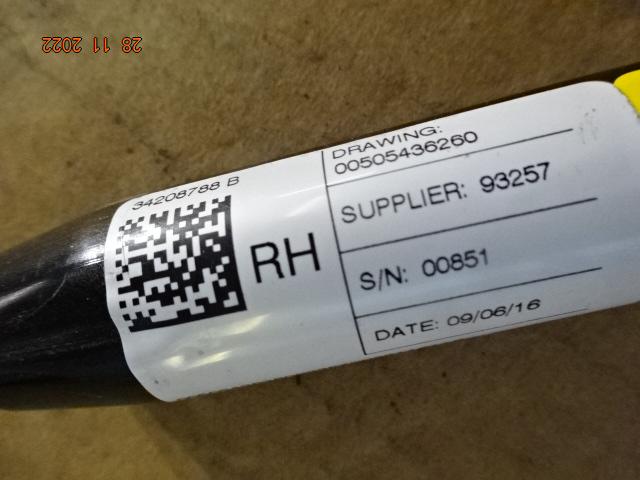 28 11 2022
34208788 B
RH
DRAWING:
00505436260
SUPPLIER: 93257
S/N: 00851
DATE: 09/06/16